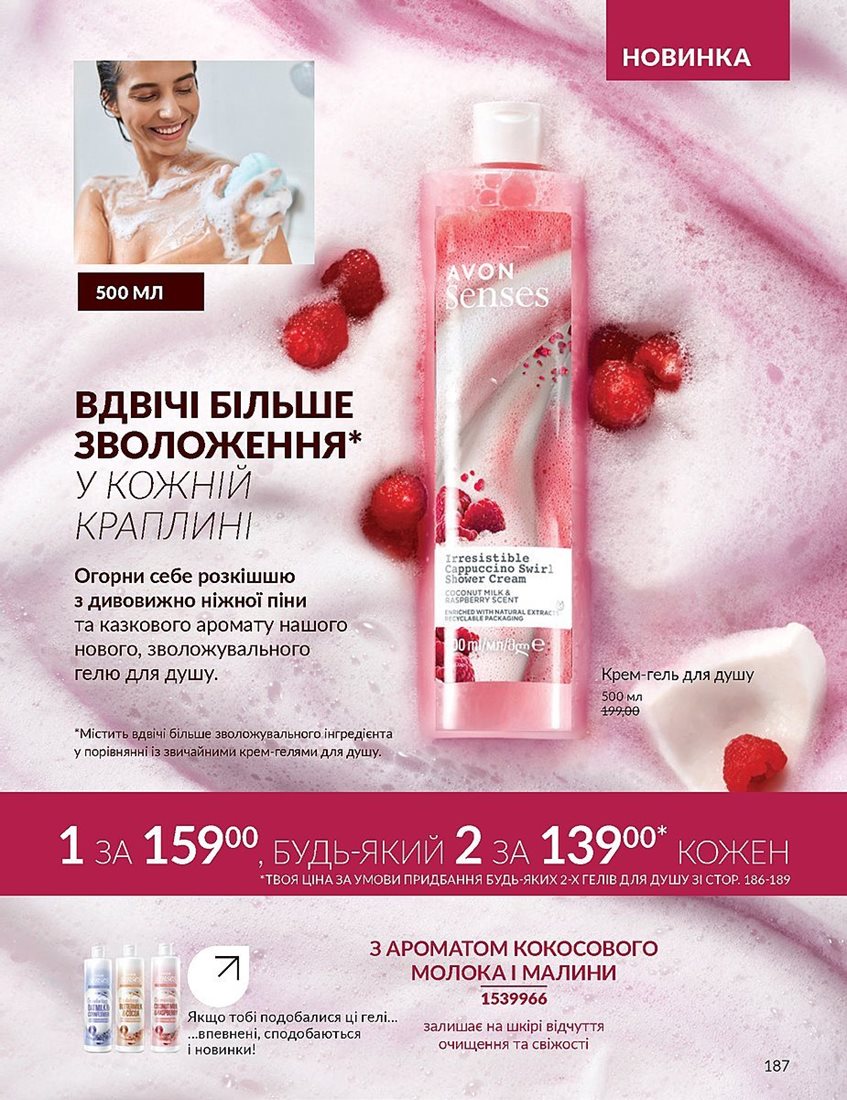 НОВИНКА
500 МЛ
ВДВІЧІ БІЛЬШЕ
ЗВОЛОЖЕННЯ*
У КОЖНІЙ
КРАПЛИНІ
Огорни себе розкішшю
з дивовижно ніжної піни
та казкового аромату нашого
нового, зволожувального
гелю для душу.
*Містить вдвічі більше зволожувального інгредієнта
у порівнянні із звичайними крем-гелями для душу.
AVON
Senses
Irresistible
Cappuccino Swirl
Shower Cream
COCONUT MILK &
RASPBERRY SCENT
ENRICHED WITH NATURAL EXTRACTS
RECYCLABLE PACKAGING
00 ml/мл/მლ e
Крем-гель для душу
500 мл
199,00
1 ЗА 159⁰⁰, БУДЬ-ЯКИЙ 2 ЗА 139⁰⁰* КОЖЕН
*ТВОЯ ЦІНА ЗА УМОВИ ПРИДБАННЯ БУДЬ-ЯКИХ 2-Х ГЕЛІВ ДЛЯ ДУШУ ЗІ СТОР. 186-189
Якщо тобі подобалися ці гелі...
...впевнені, сподобаються
і новинки!
З АРОМАТОМ КОКОСОВОГО
МОЛОКА І МАЛИНИ
1539966
залишає на шкірі відчуття
очищення та свіжості
187